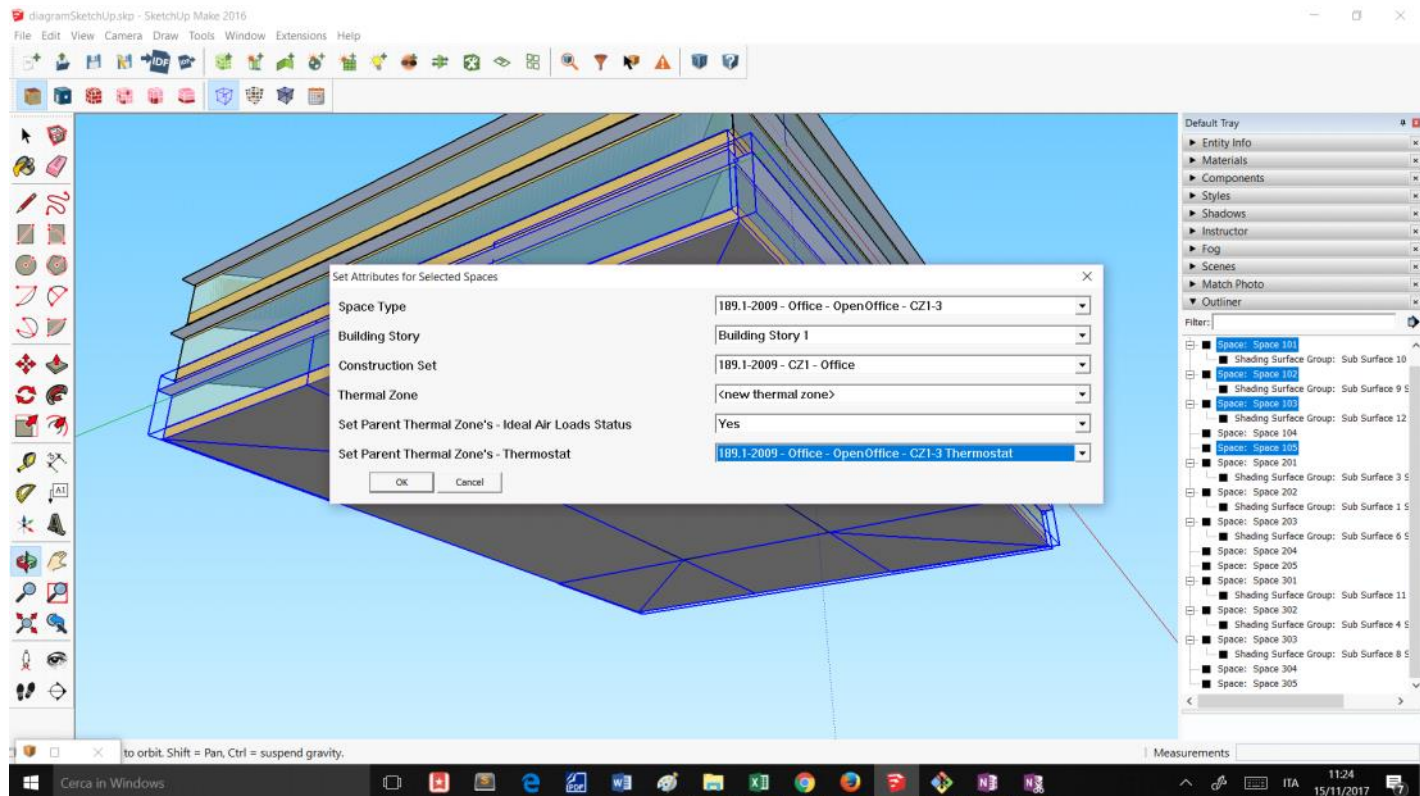 diagramSketchUp.skp - SketchUp Make 2016
File Edit View Camera Draw Tools Window Extensions Help
Default Tray
Entity Info
Materials
Components
Styles
Shadows
Instructor
Fog
Scenes
Match Photo
Outliner
Filter:
Space: Space 101
Shading Surface Group: Sub Surface 10
Space: Space 102
Shading Surface Group: Sub Surface 9 S
Space: Space 103
Shading Surface Group: Sub Surface 12
Space: Space 104
Space: Space 105
Space: Space 201
Shading Surface Group: Sub Surface 3 S
Space: Space 202
Shading Surface Group: Sub Surface 1 S
Space: Space 203
Shading Surface Group: Sub Surface 6 S
Space: Space 204
Space: Space 205
Space: Space 301
Shading Surface Group: Sub Surface 11
Space: Space 302
Shading Surface Group: Sub Surface 4 S
Space: Space 303
Shading Surface Group: Sub Surface 8 S
Space: Space 304
Space: Space 305
Set Attributes for Selected Spaces
Space Type 189.1-2009 - Office - OpenOffice - CZ1-3
Building Story Building Story 1
Construction Set 189.1-2009 - CZ1 - Office
Thermal Zone <new thermal zone>
Set Parent Thermal Zone's - Ideal Air Loads Status Yes
Set Parent Thermal Zone's - Thermostat 189.1-2009 - Office - OpenOffice - CZ1-3 Thermostat
OK Cancel
to orbit. Shift = Pan, Ctrl = suspend gravity.
Measurements
Cerca in Windows
ITA
11:24
15/11/2017